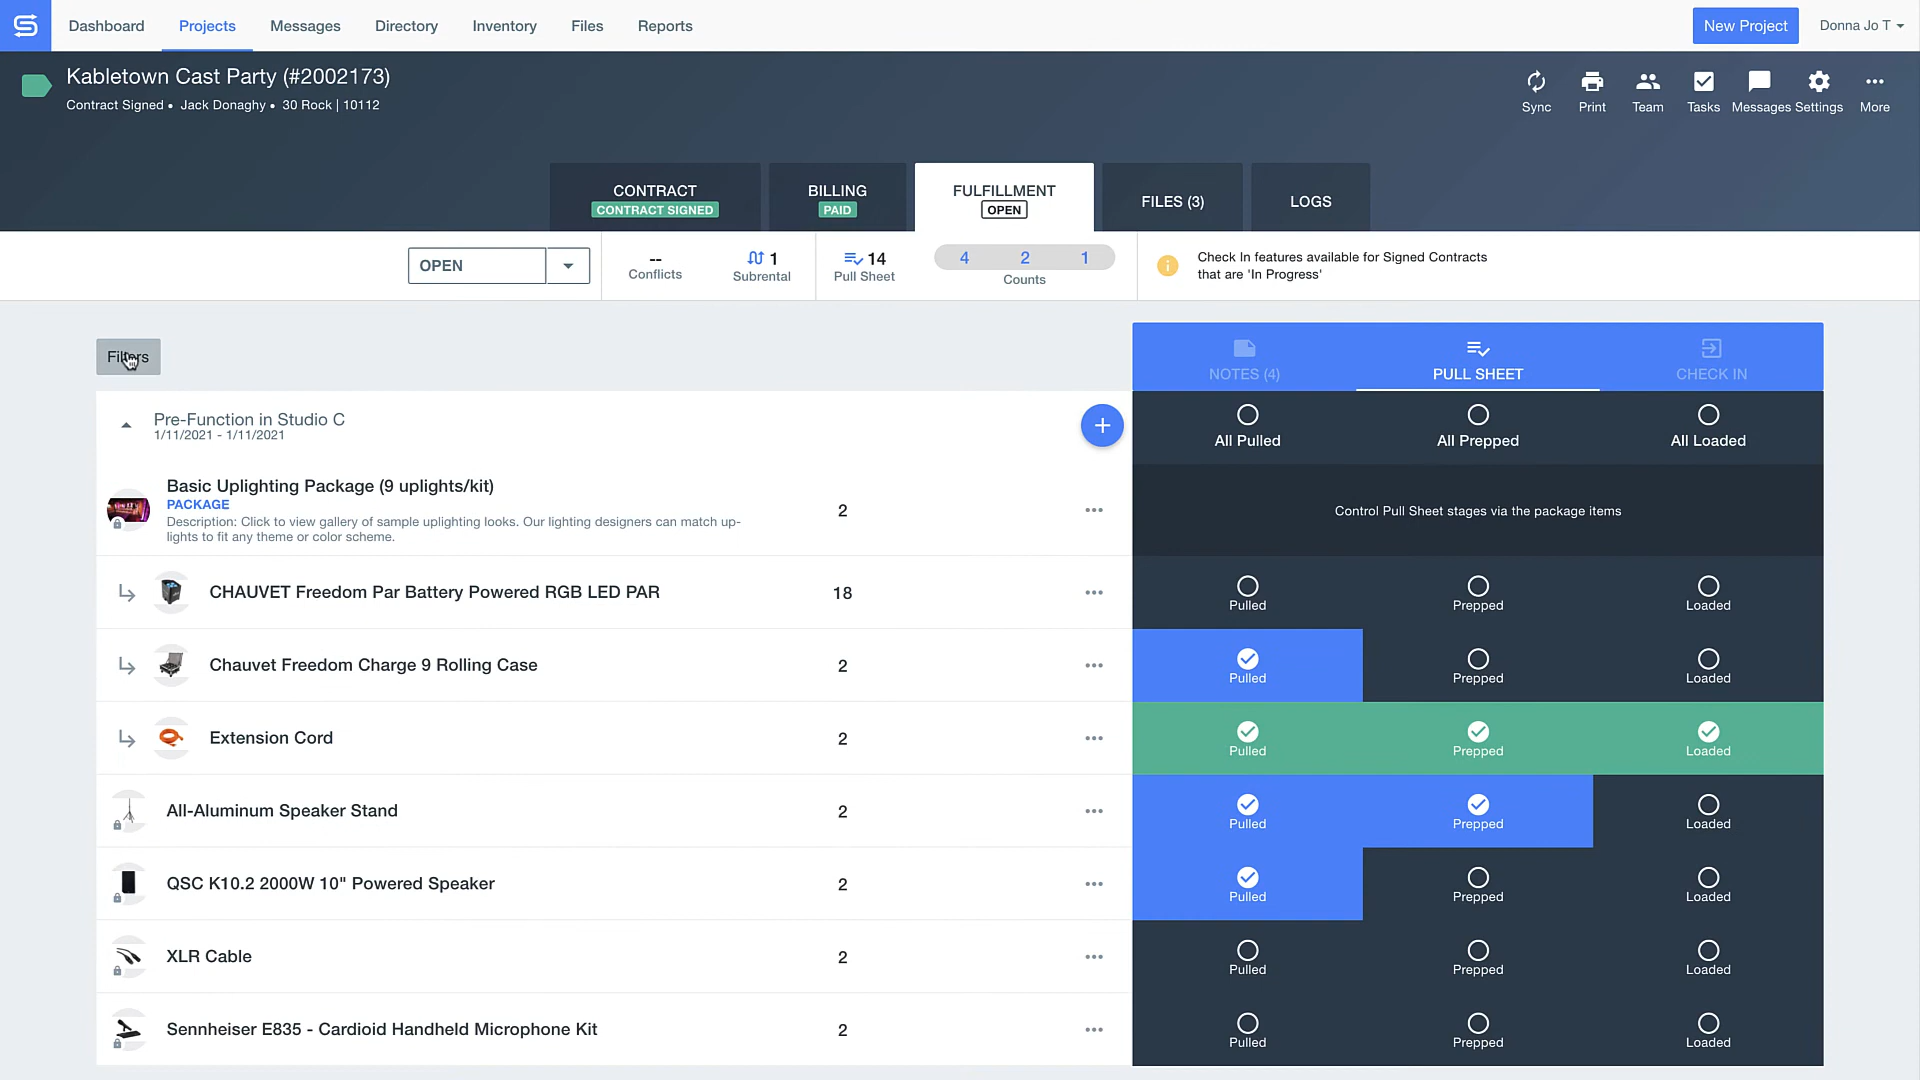 Dashboard
Projects
Messages
Directory
Inventory
Files
Reports
New Project
Donna Jo T
Kabletown Cast Party (#2002173)
Contract Signed • Jack Donaghy • 30 Rock | 10112
Sync
Print
Team
Tasks
Messages
Settings
More
CONTRACT
CONTRACT SIGNED
BILLING
PAID
FULFILLMENT
OPEN
FILES (3)
LOGS
OPEN
--
Conflicts
1
Subrental
14
Pull Sheet
4 2 1
Counts
Check In features available for Signed Contracts
that are 'In Progress'
Filters
NOTES (4)
PULL SHEET
CHECK IN
Pre-Function in Studio C
1/11/2021 - 1/11/2021
All Pulled
All Prepped
All Loaded
Basic Uplighting Package (9 uplights/kit)
PACKAGE
Description: Click to view gallery of sample uplighting looks. Our lighting designers can match up-
lights to fit any theme or color scheme.
2
Control Pull Sheet stages via the package items
CHAUVET Freedom Par Battery Powered RGB LED PAR
18
Pulled
Prepped
Loaded
Chauvet Freedom Charge 9 Rolling Case
2
Pulled
Prepped
Loaded
Extension Cord
2
Pulled
Prepped
Loaded
All-Aluminum Speaker Stand
2
Pulled
Prepped
Loaded
QSC K10.2 2000W 10" Powered Speaker
2
Pulled
Prepped
Loaded
XLR Cable
2
Pulled
Prepped
Loaded
Sennheiser E835 - Cardioid Handheld Microphone Kit
2
Pulled
Prepped
Loaded